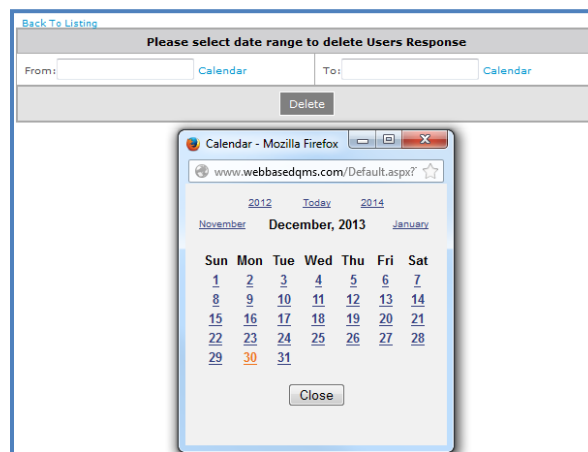 Back To Listing
Please select date range to delete Users Response
From: Calendar To: Calendar
Delete
Calendar - Mozilla Firefox
www.webbasedqms.com/Default.aspx?
2012 Today 2014
November December, 2013 January
Sun Mon Tue Wed Thu Fri Sat
1 2 3 4 5 6 7
8 9 10 11 12 13 14
15 16 17 18 19 20 21
22 23 24 25 26 27 28
29 30 31
Close